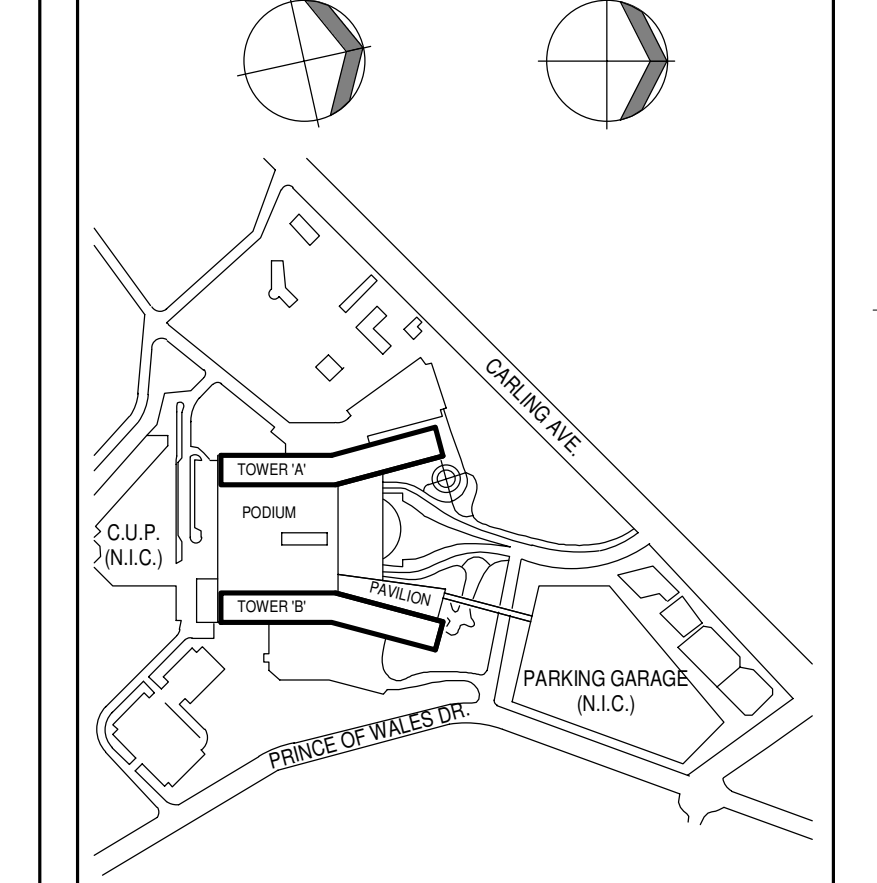 CARLING AVE.
TOWER 'A'
PODIUM
C.U.P.
(N.I.C.)
PAVILION
TOWER 'B'
PARKING GARAGE
(N.I.C.)
PRINCE OF WALES DR.